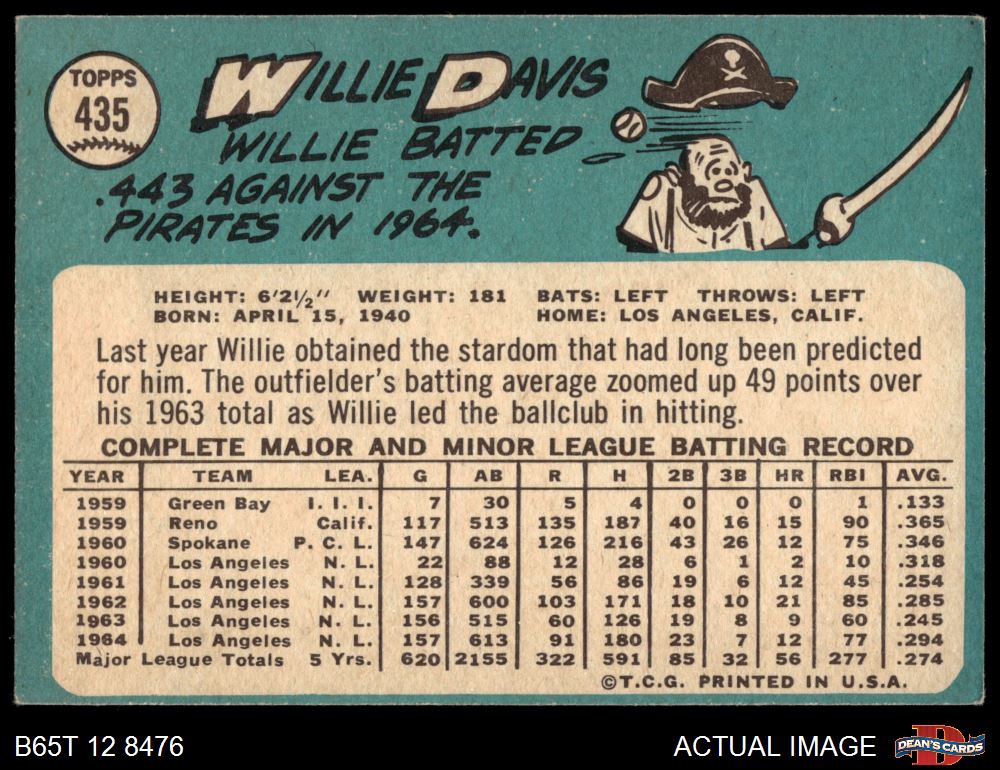 TOPPS
435
WILLIE DAVIS
WILLIE BATTED
.443 AGAINST THE
PIRATES IN 1964.
HEIGHT: 6'2½" WEIGHT: 181 BATS: LEFT THROWS: LEFT
BORN: APRIL 15, 1940 HOME: LOS ANGELES, CALIF.
Last year Willie obtained the stardom that had long been predicted
for him. The outfielder's batting average zoomed up 49 points over
his 1963 total as Willie led the ballclub in hitting.
COMPLETE MAJOR AND MINOR LEAGUE BATTING RECORD
YEAR TEAM LEA. G AB R H 2B 3B HR RBI AVG.
1959 Green Bay I. I. I. 7 30 5 4 0 0 0 1 .133
1959 Reno Calif. 117 513 135 187 40 16 15 90 .365
1960 Spokane P. C. L. 147 624 126 216 43 26 12 75 .346
1960 Los Angeles N. L. 22 88 12 28 6 1 2 10 .318
1961 Los Angeles N. L. 128 339 56 86 19 6 12 45 .254
1962 Los Angeles N. L. 157 600 103 171 18 10 21 85 .285
1963 Los Angeles N. L. 156 515 60 126 19 8 9 60 .245
1964 Los Angeles N. L. 157 613 91 180 23 7 12 77 .294
Major League Totals 5 Yrs. 620 2155 322 591 85 32 56 277 .274
©T.C.G. PRINTED IN U.S.A.
B65T 12 8476 ACTUAL IMAGE
D
DEAN'S CARDS